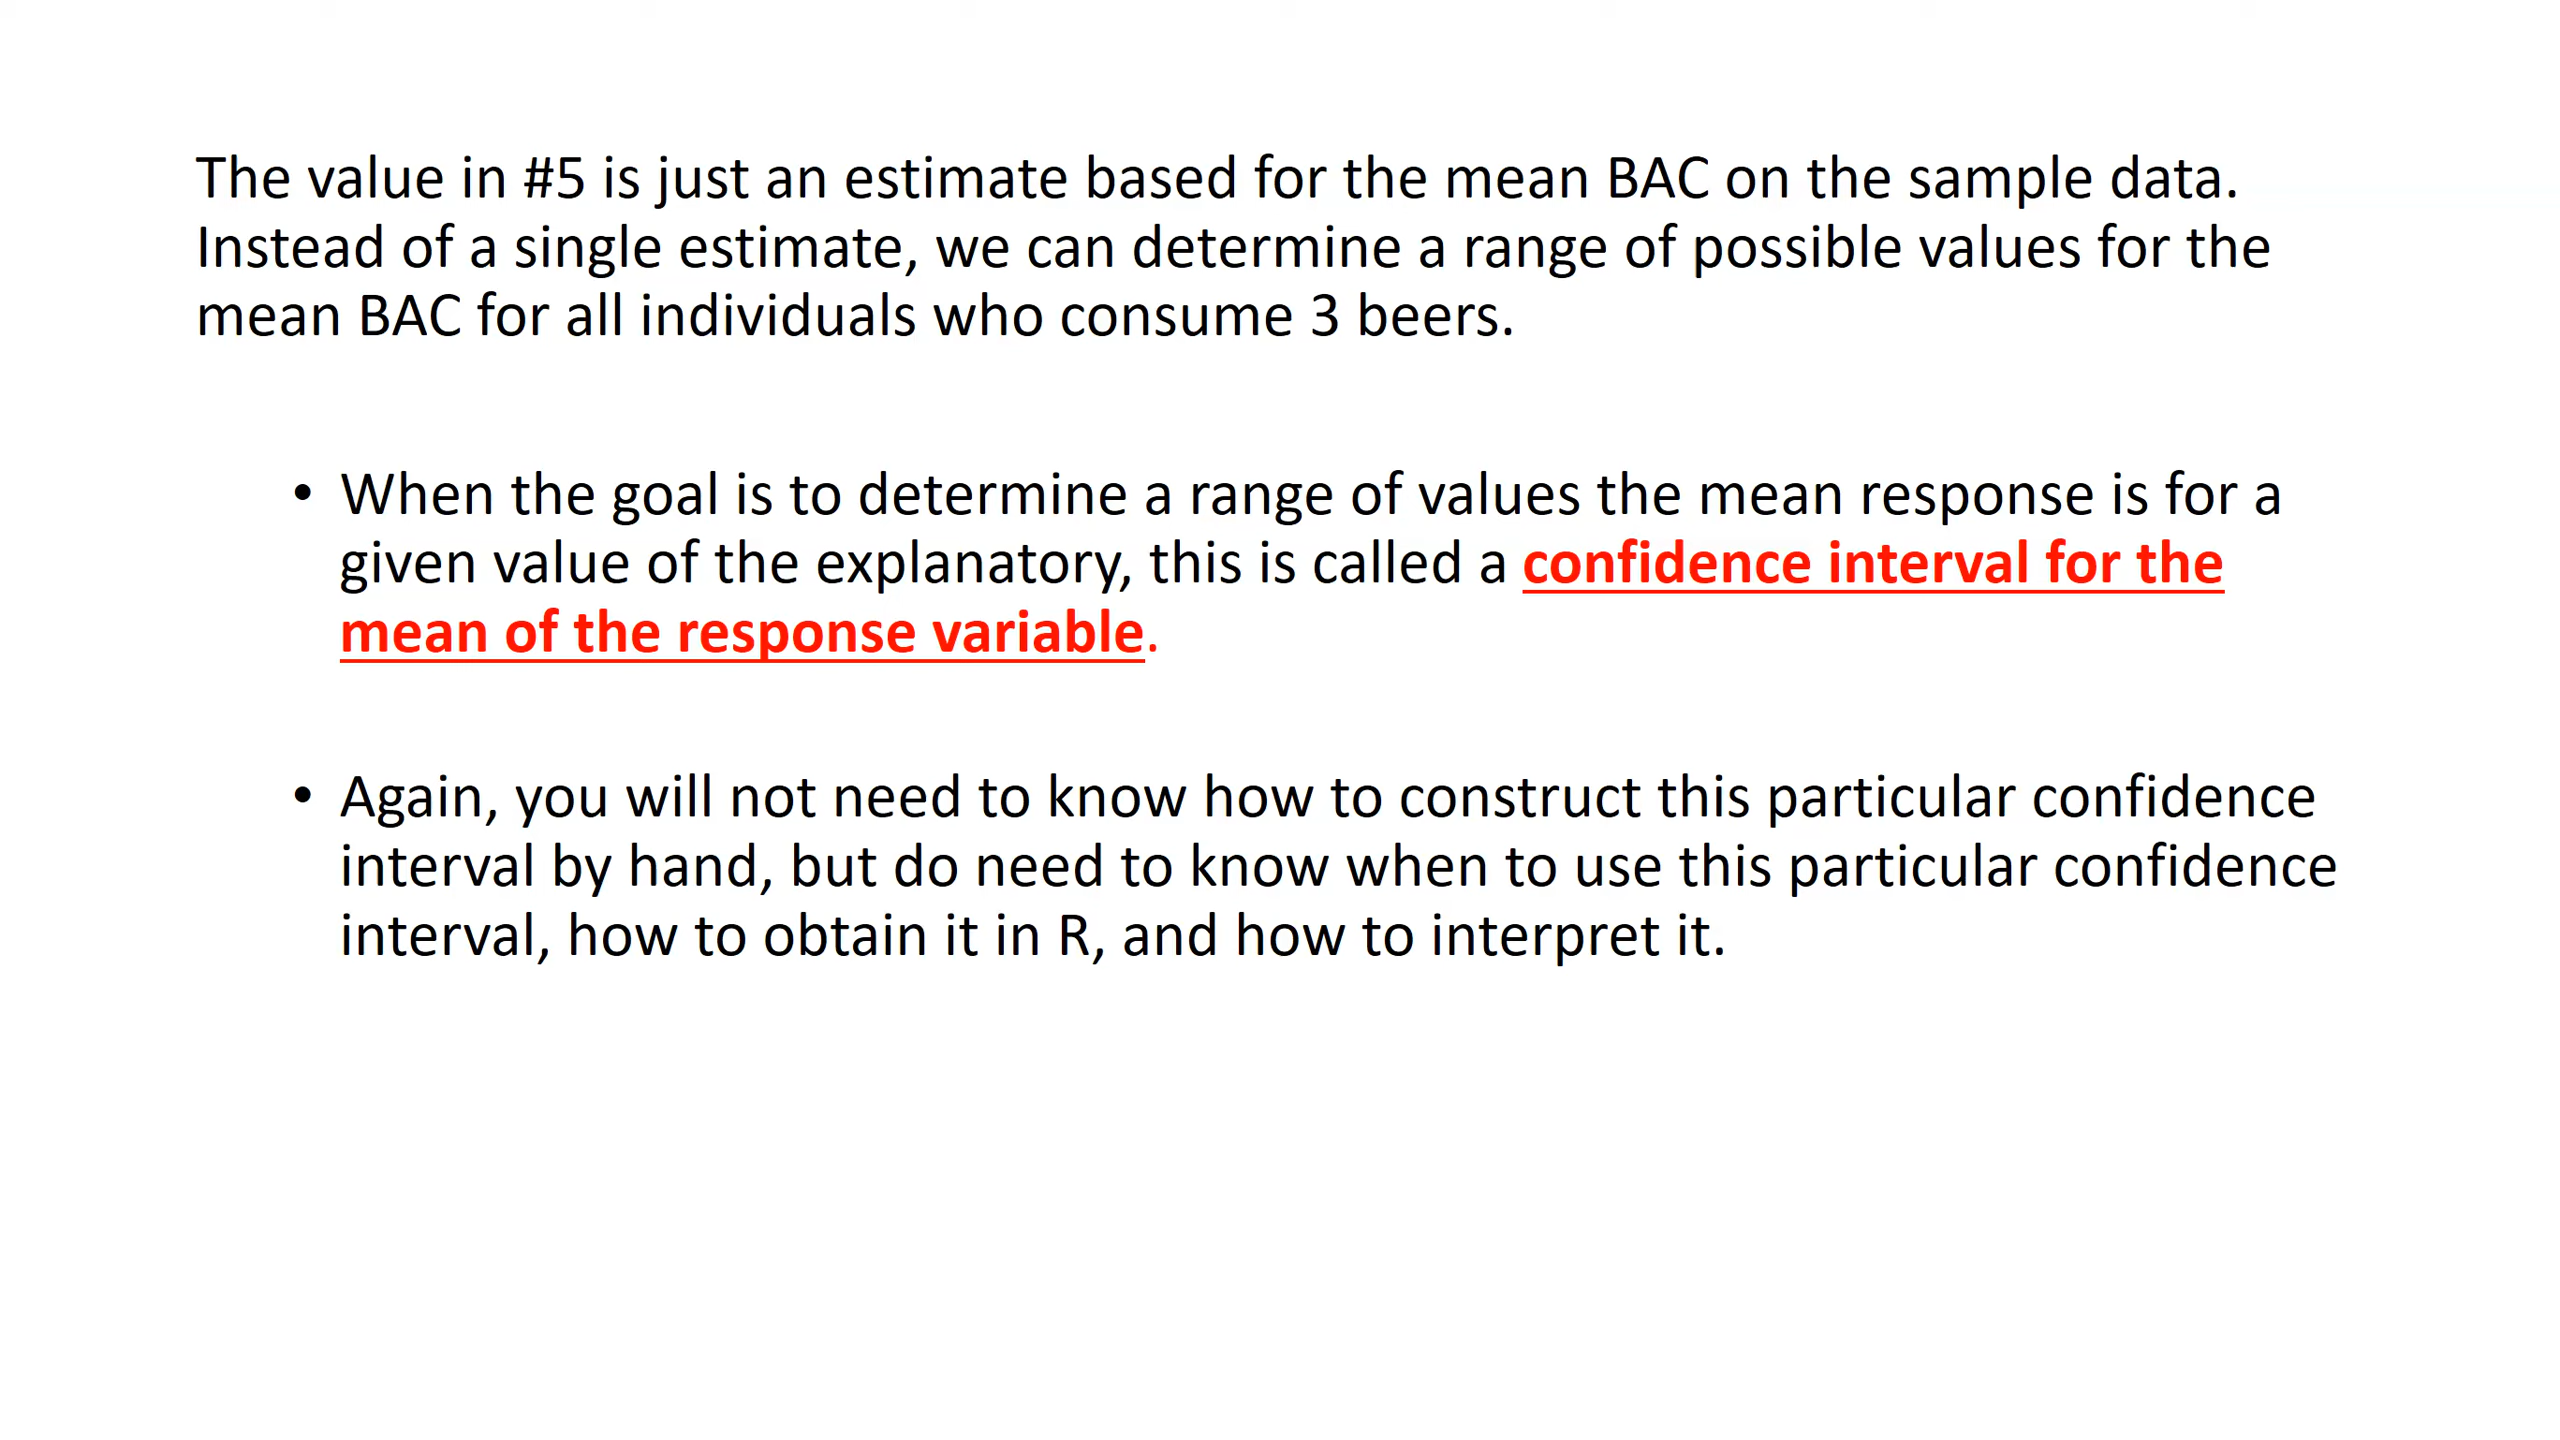 The value in #5 is just an estimate based for the mean BAC on the sample data.
Instead of a single estimate, we can determine a range of possible values for the
mean BAC for all individuals who consume 3 beers.
• When the goal is to determine a range of values the mean response is for a
given value of the explanatory, this is called a confidence interval for the
mean of the response variable.
• Again, you will not need to know how to construct this particular confidence
interval by hand, but do need to know when to use this particular confidence
interval, how to obtain it in R, and how to interpret it.